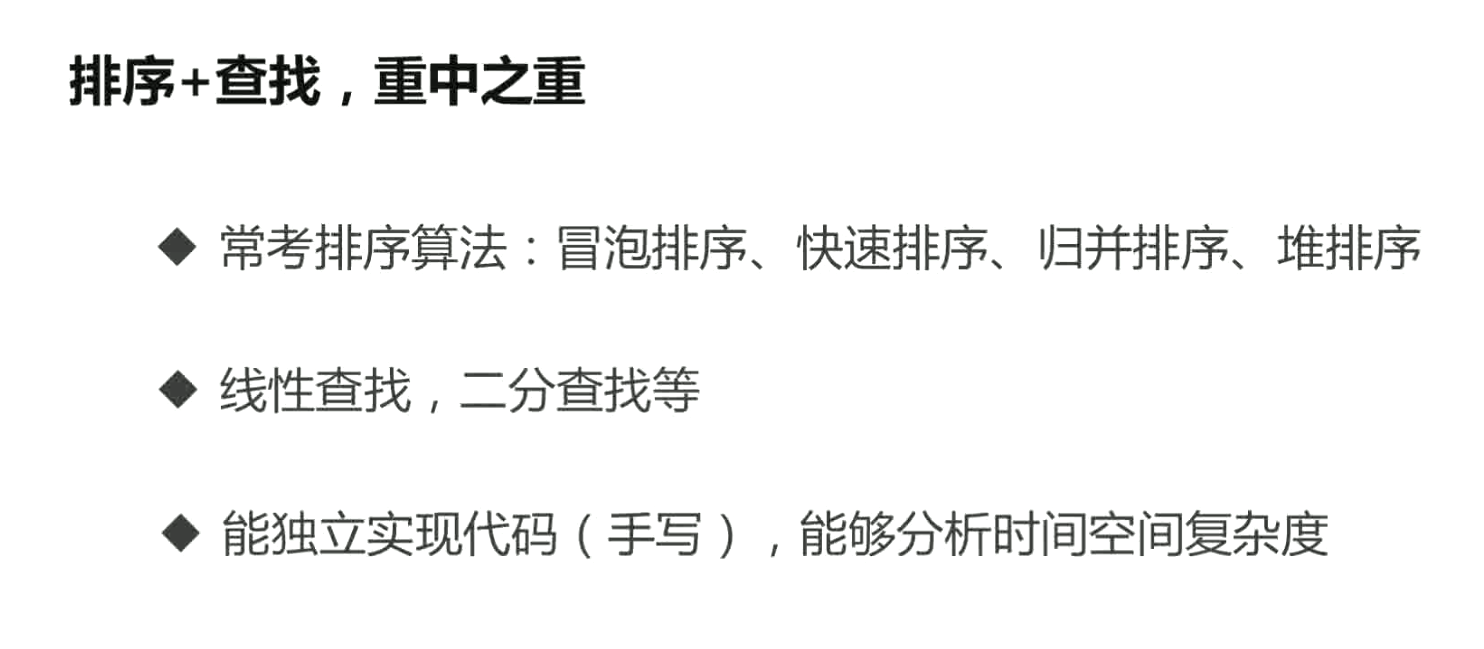 排序+查找，重中之重
◆ 常考排序算法：冒泡排序、快速排序、归并排序、堆排序
◆ 线性查找，二分查找等
◆ 能独立实现代码（手写），能够分析时间空间复杂度